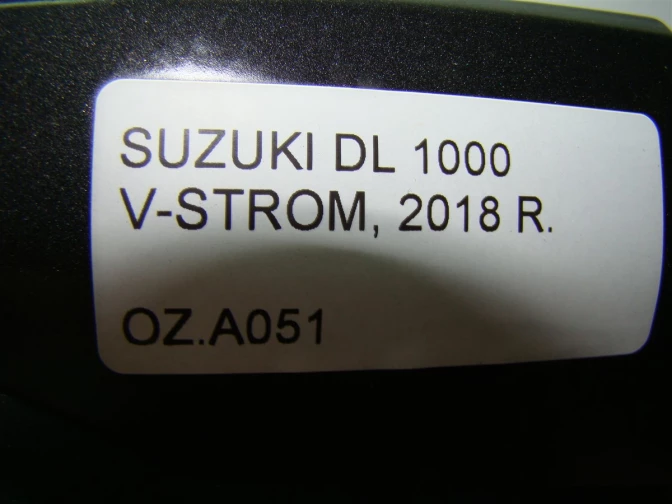 SUZUKI DL 1000
V-STROM, 2018 R.
OZ.A051